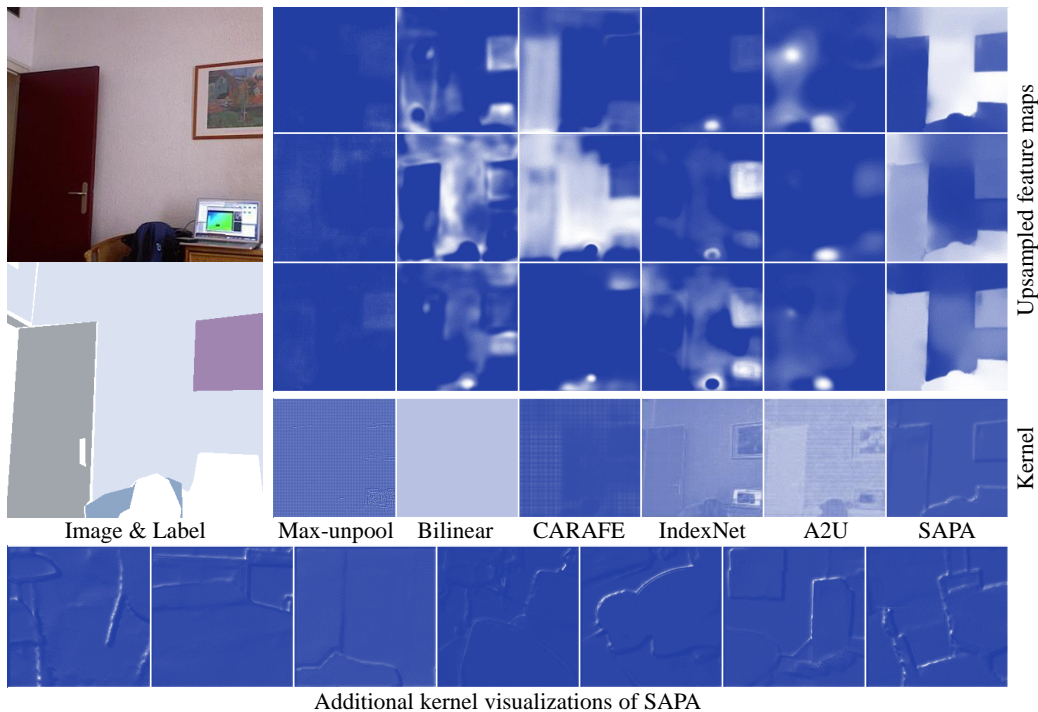 Upsampled feature maps
Kernel
Image & Label
Max-unpool
Bilinear
CARAFE
IndexNet
A2U
SAPA
Additional kernel visualizations of SAPA